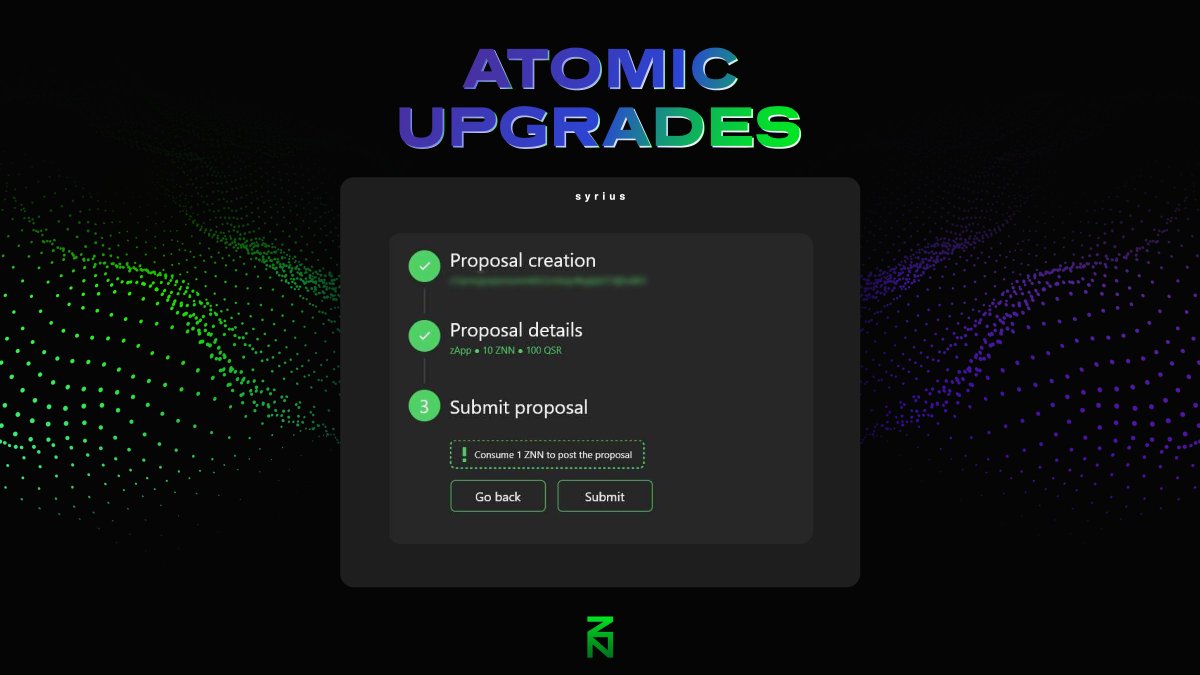 ATOMIC
UPGRADES
syrius
Proposal creation
Proposal details
zApp ● 10 ZNN ● 100 QSR
3 Submit proposal
! Consume 1 ZNN to post the proposal
Go back Submit